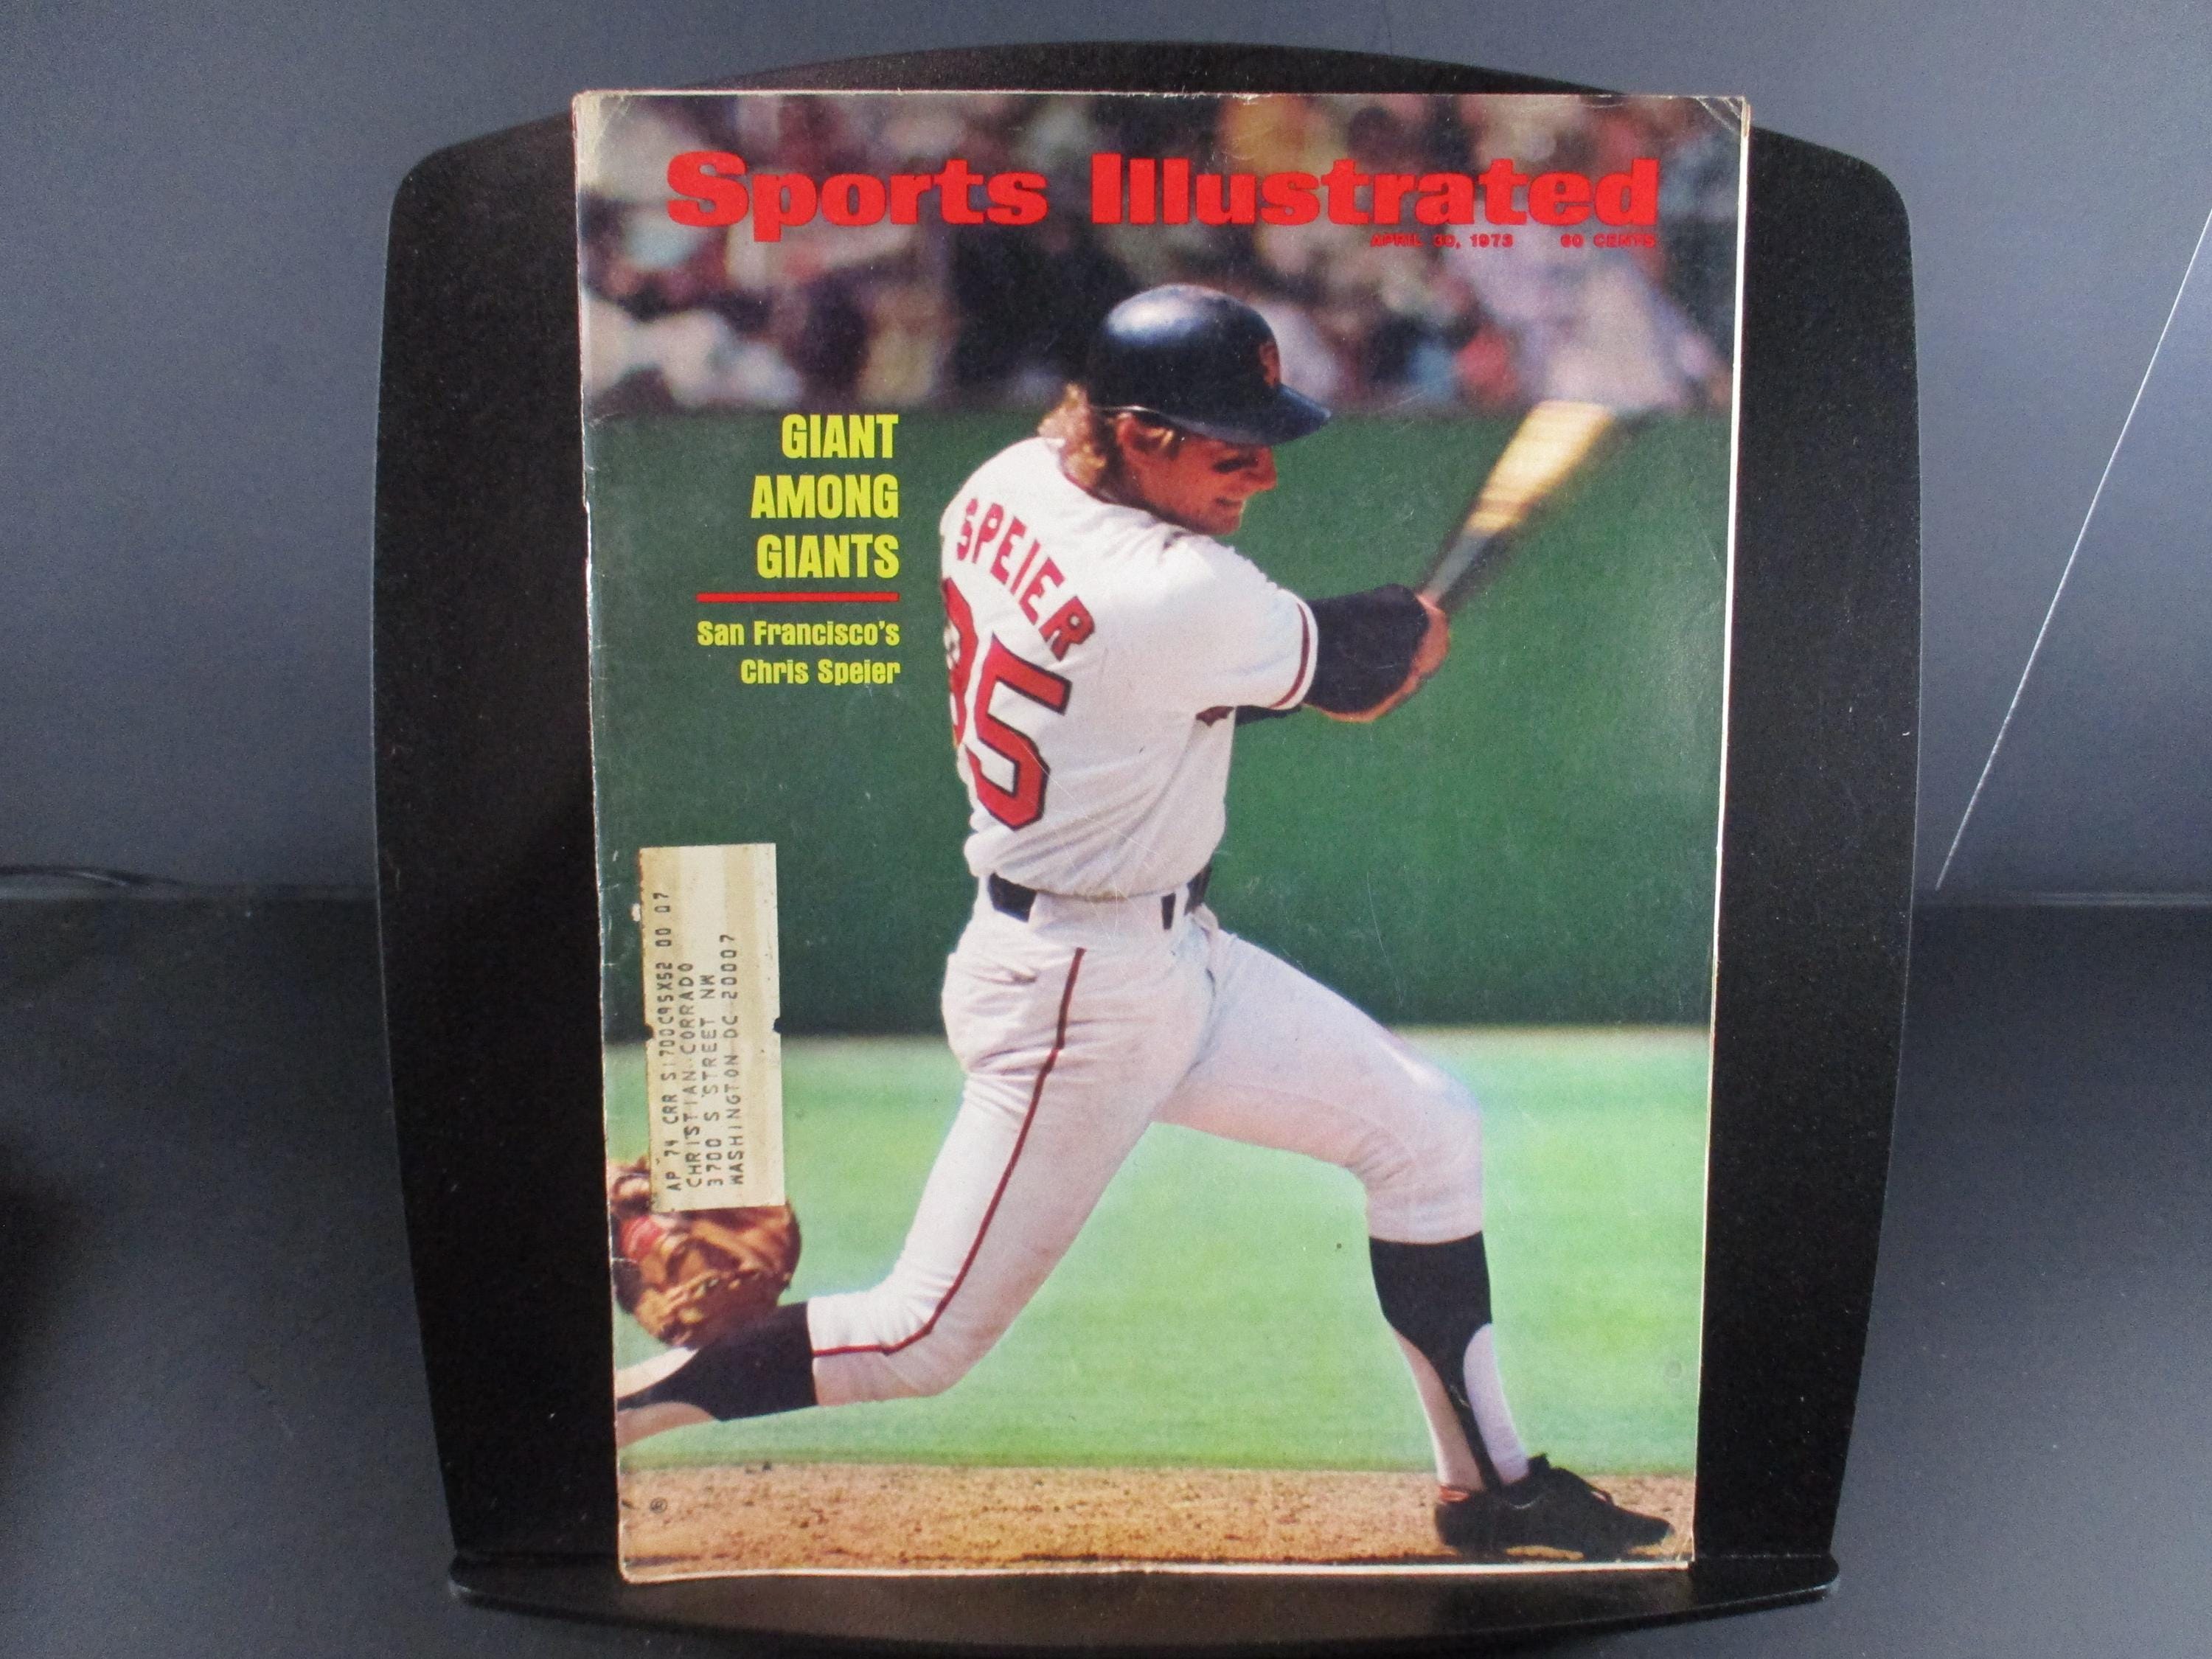 Sports Illustrated
APRIL 30, 1973 60 CENTS
GIANT
AMONG
GIANTS
San Francisco's
Chris Speier
SPEIER
35
AP 74 CRR S1700C95X52 00 07
CHRISTIAN CORRADO
3700 S STREET NW
WASHINGTON DC 20007
®